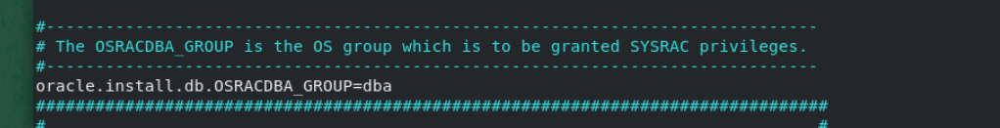 #------------------------------------------------------------------------------
# The OSRACDBA_GROUP is the OS group which is to be granted SYSRAC privileges.
#------------------------------------------------------------------------------
oracle.install.db.OSRACDBA_GROUP=dba
################################################################################
#                                                                              #